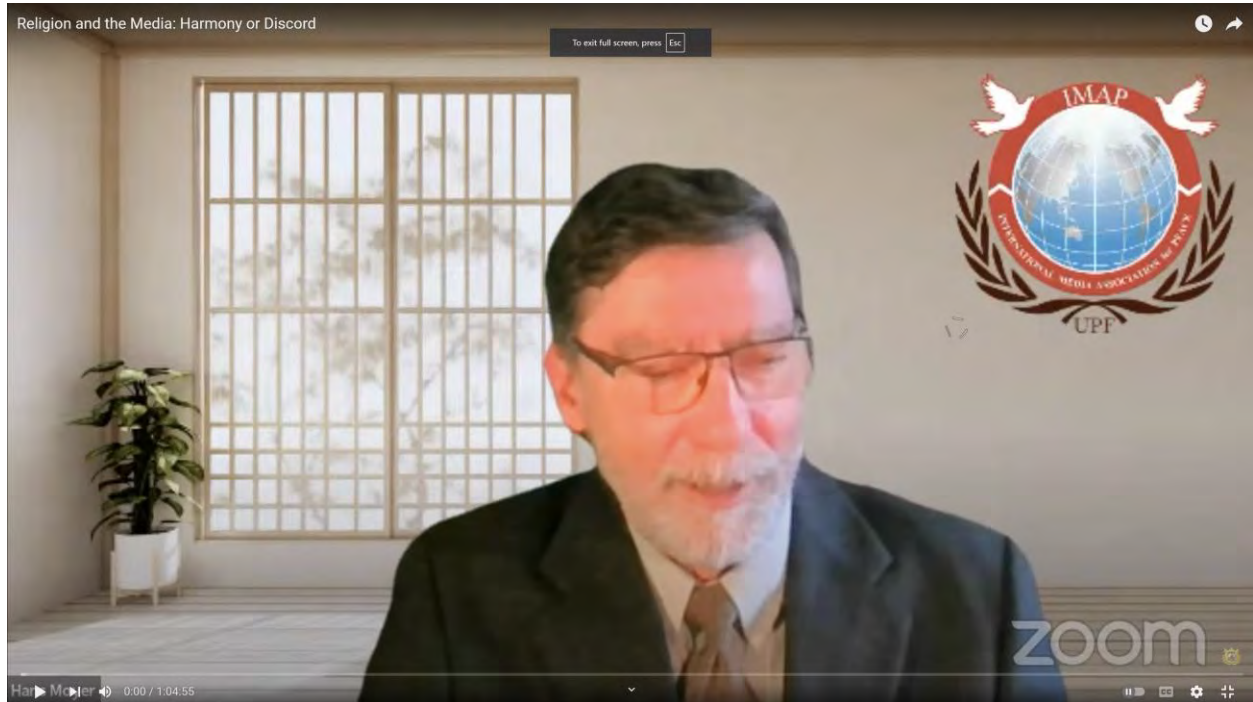 Religion and the Media: Harmony or Discord
To exit full screen, press Esc
IMAP
INTERNATIONAL MEDIA ASSOCIATION for PEACE
UPF
zoom
0:00 / 1:04:55
CC